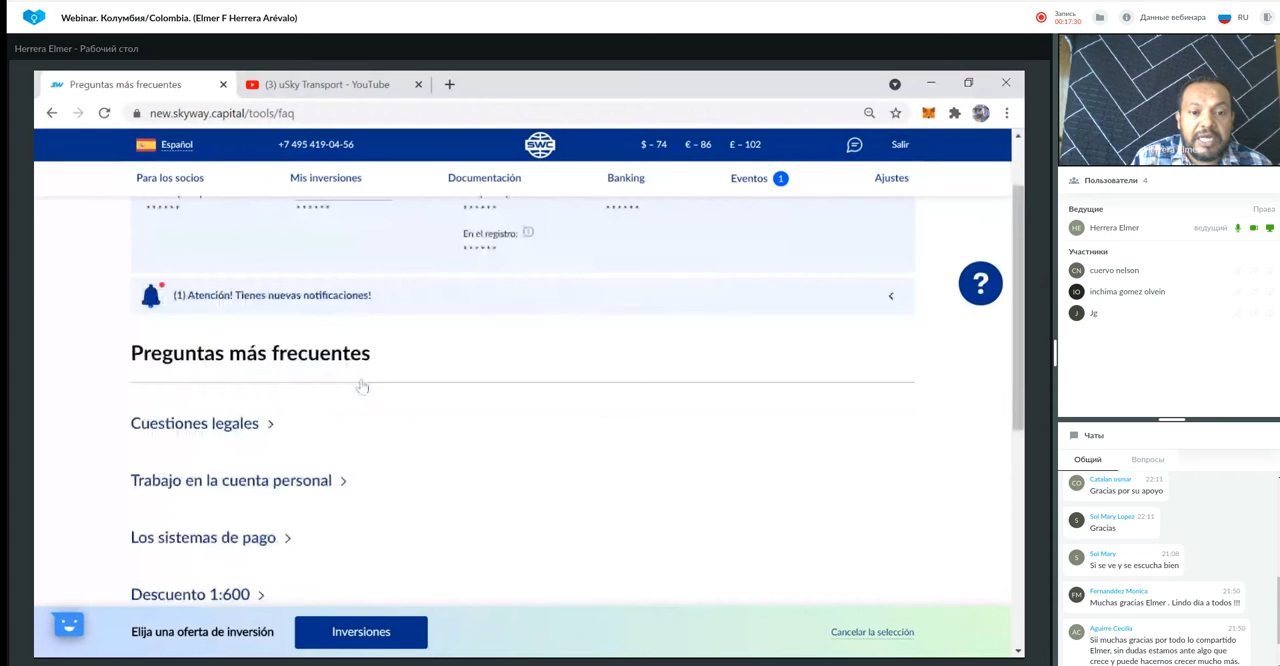 Webinar. Колумбия/Colombia. (Elmer F Herrera Arévalo)
Запись
00:17:30
Данные вебинара
RU
Herrera Elmer - Рабочий стол
Preguntas más frecuentes
(3) uSky Transport - YouTube
new.skyway.capital/tools/faq
Español
+7 495 419-04-56
SWC
$ – 74
€ – 86
£ – 102
Salir
Para los socios
Mis inversiones
Documentación
Banking
Eventos 1
Ajustes
En el registro:
(1) Atención! Tienes nuevas notificaciones!
?
Preguntas más frecuentes
Cuestiones legales
Trabajo en la cuenta personal
Los sistemas de pago
Descuento 1:600
Elija una oferta de inversión
Inversiones
Cancelar la selección
Herrera Elmer
Пользователи 4
Ведущие
Права
HE Herrera Elmer
ведущий
Участники
CN cuervo nelson
IO inchima gomez olvein
J Jg
Чаты
Общий
Вопросы
CO Catalan osmar 22:11
Gracias por su apoyo
S Sol Mary Lopez 22:11
Gracias
S Sol Mary 21:08
Si se ve y se escucha bien
FM Fernanddez Monica 21:50
Muchas gracias Elmer . Lindo día a todos !!!
AC Aguirre Cecilia 21:50
Sii muchas gracias por todo lo compartido
Elmer, sin dudas estamos ante algo que
crece y puede hacernos crecer mucho más.